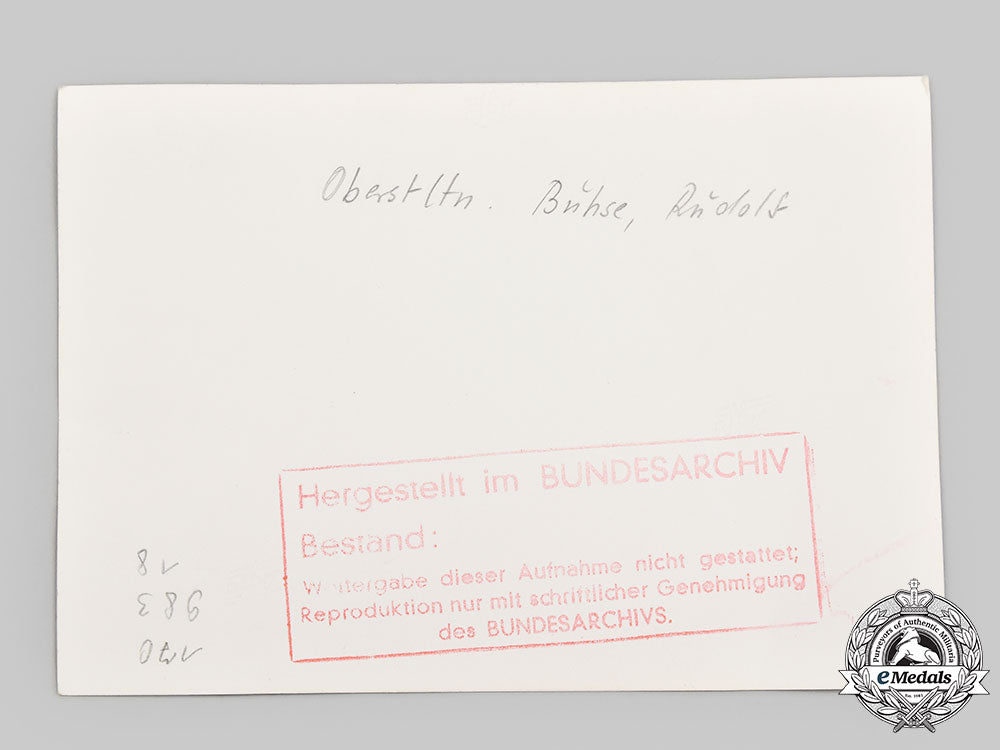 Oberstltn. Buhse, Rudolf
Hergestellt im BUNDESARCHIV
Bestand:
Weitergabe dieser Aufnahme nicht gestattet;
Reproduktion nur mit schriftlicher Genehmigung
des BUNDESARCHIVS.
Purveyors of Authentic Militaria
eMedals